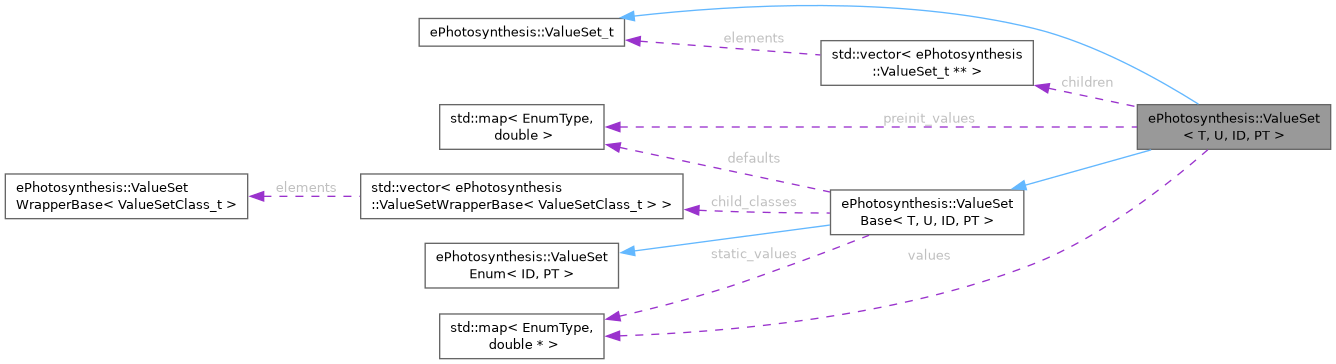 ePhotosynthesis::ValueSet_t
elements
std::vector< ePhotosynthesis
::ValueSet_t ** >
children
ePhotosynthesis::ValueSet
< T, U, ID, PT >
std::map< EnumType,
double >
preinit_values
defaults
ePhotosynthesis::ValueSet
WrapperBase< ValueSetClass_t >
elements
std::vector< ePhotosynthesis
::ValueSetWrapperBase< ValueSetClass_t > >
child_classes
ePhotosynthesis::ValueSet
Base< T, U, ID, PT >
ePhotosynthesis::ValueSet
Enum< ID, PT >
static_values
values
std::map< EnumType,
double * >